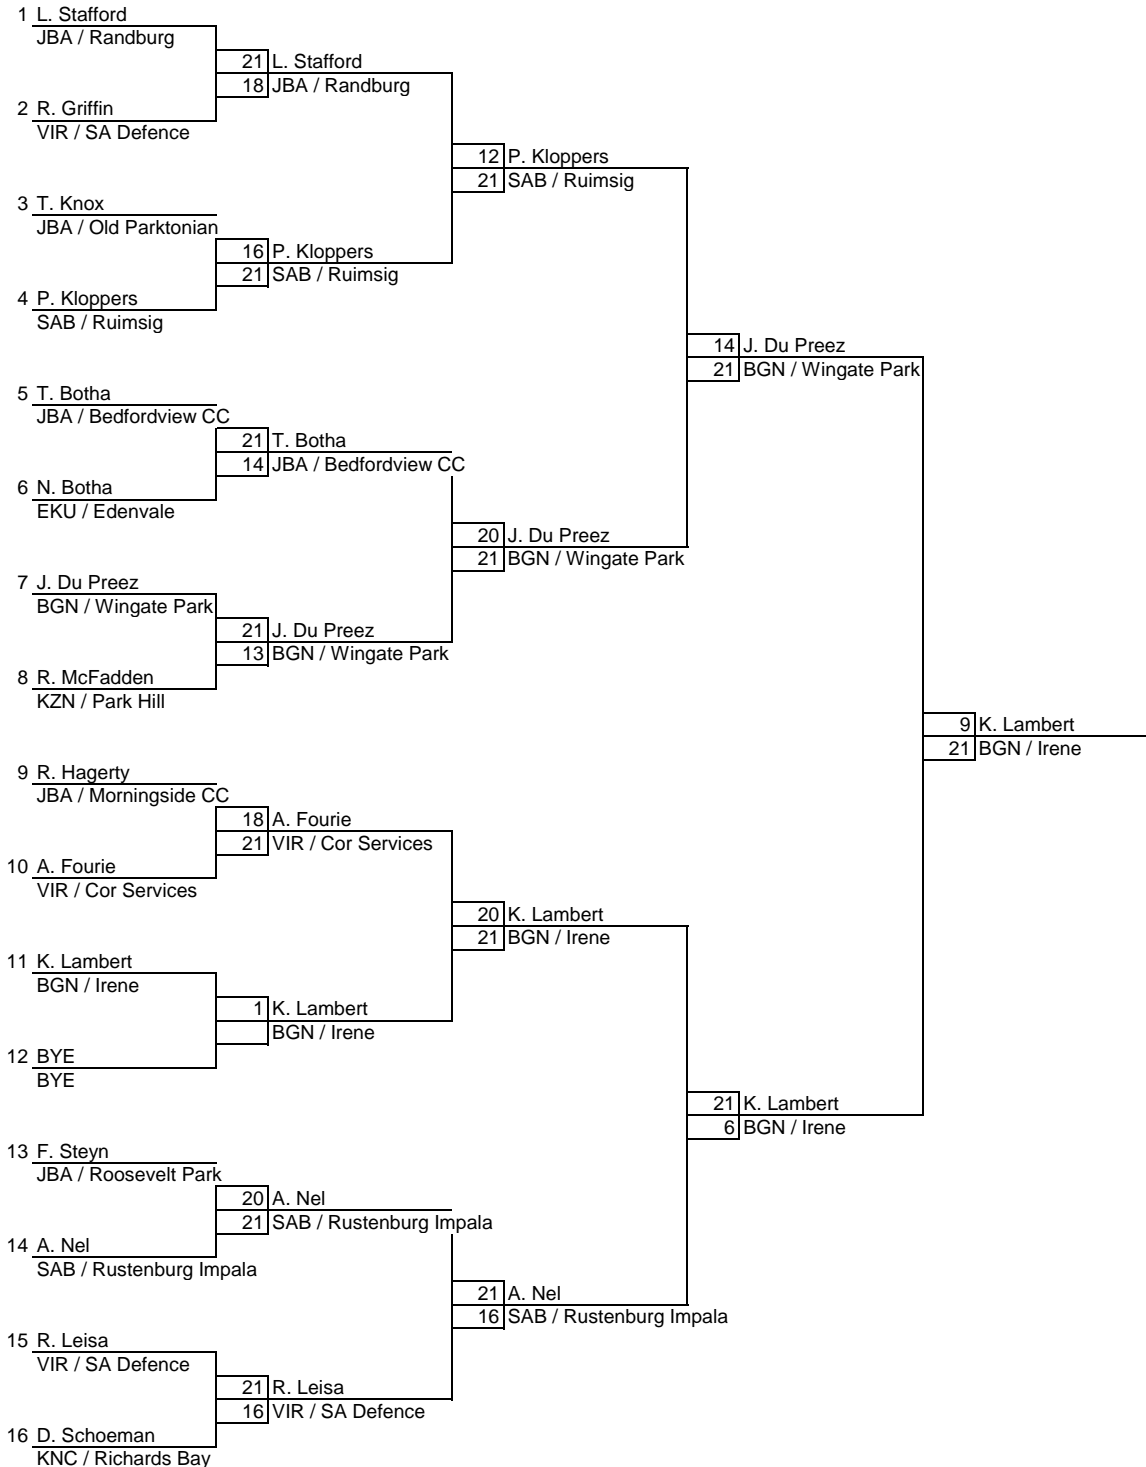 1 L. Stafford
JBA / Randburg
21 L. Stafford
18 JBA / Randburg
2 R. Griffin
VIR / SA Defence
12 P. Kloppers
21 SAB / Ruimsig
3 T. Knox
JBA / Old Parktonian
16 P. Kloppers
21 SAB / Ruimsig
4 P. Kloppers
SAB / Ruimsig
14 J. Du Preez
21 BGN / Wingate Park
5 T. Botha
JBA / Bedfordview CC
21 T. Botha
14 JBA / Bedfordview CC
6 N. Botha
EKU / Edenvale
20 J. Du Preez
21 BGN / Wingate Park
7 J. Du Preez
BGN / Wingate Park
21 J. Du Preez
13 BGN / Wingate Park
8 R. McFadden
KZN / Park Hill
9 K. Lambert
21 BGN / Irene
9 R. Hagerty
JBA / Morningside CC
18 A. Fourie
21 VIR / Cor Services
10 A. Fourie
VIR / Cor Services
20 K. Lambert
21 BGN / Irene
11 K. Lambert
BGN / Irene
1 K. Lambert
BGN / Irene
12 BYE
BYE
21 K. Lambert
6 BGN / Irene
13 F. Steyn
JBA / Roosevelt Park
20 A. Nel
21 SAB / Rustenburg Impala
14 A. Nel
SAB / Rustenburg Impala
21 A. Nel
16 SAB / Rustenburg Impala
15 R. Leisa
VIR / SA Defence
21 R. Leisa
16 VIR / SA Defence
16 D. Schoeman
KNC / Richards Bay